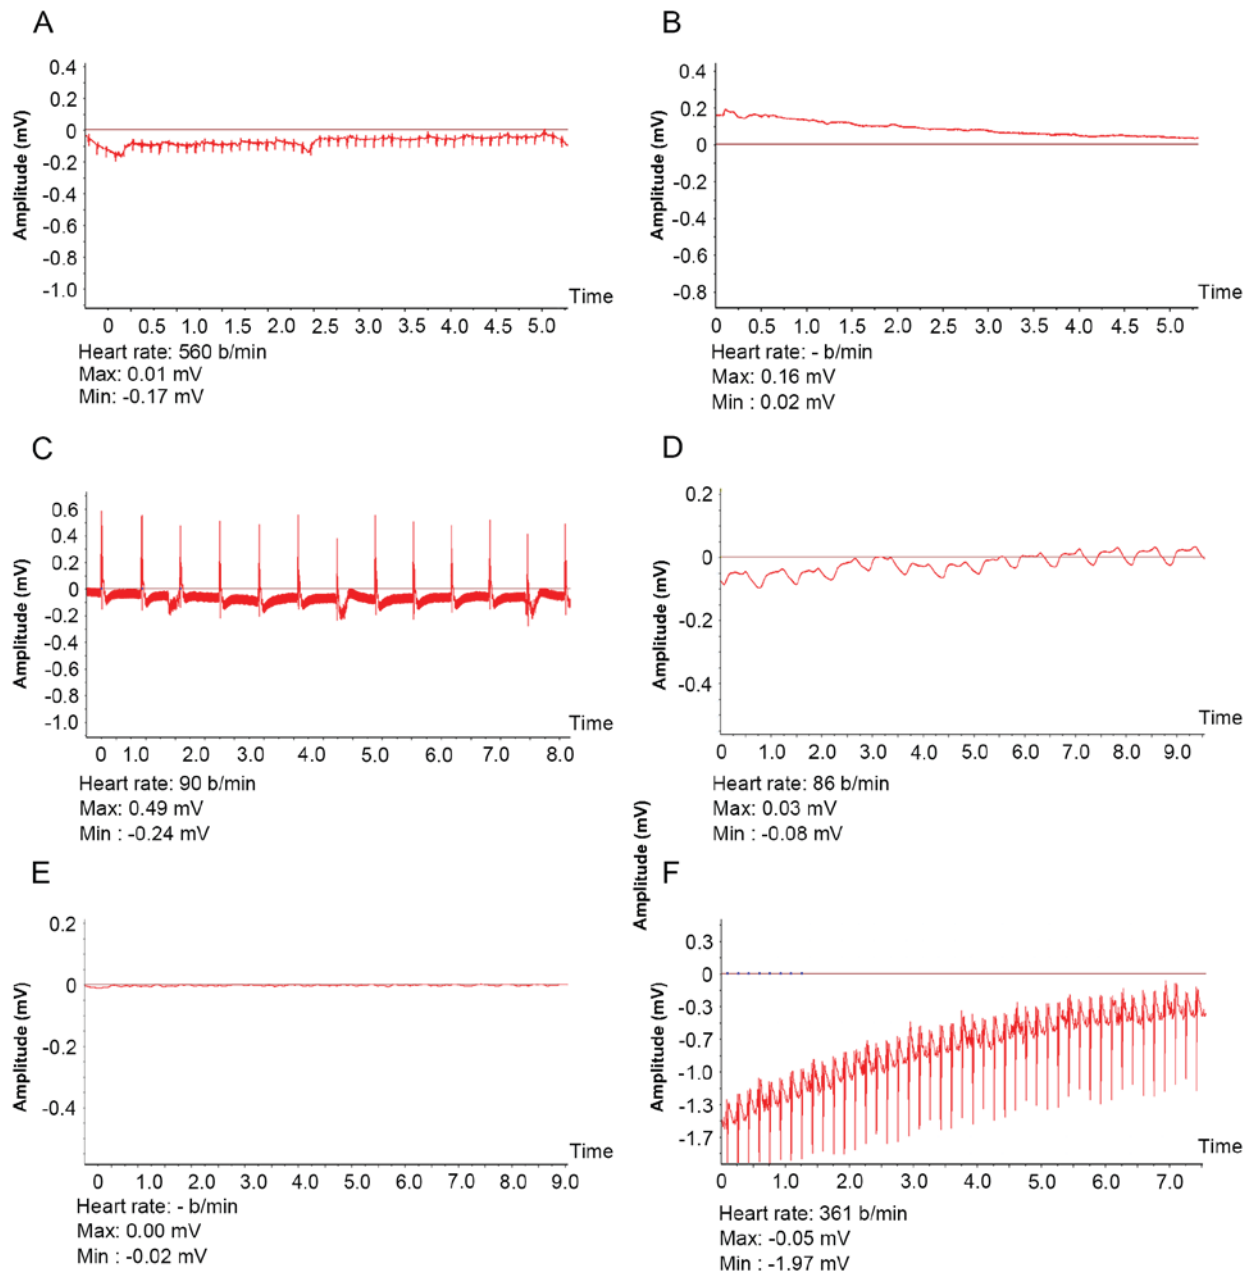 A
Amplitude (mV)
0.4
0.2
0
-0.2
-0.4
-0.6
-0.8
-1.0
Time
0 0.5 1.0 1.5 2.0 2.5 3.0 3.5 4.0 4.5 5.0
Heart rate: 560 b/min
Max: 0.01 mV
Min: -0.17 mV
B
Amplitude (mV)
0.4
0.2
0
-0.2
-0.4
-0.6
-0.8
Time
0 0.5 1.0 1.5 2.0 2.5 3.0 3.5 4.0 4.5 5.0
Heart rate: - b/min
Max: 0.16 mV
Min : 0.02 mV
C
Amplitude (mV)
0.6
0.4
0.2
0
-0.2
-0.4
-0.6
-0.8
-1.0
Time
0 1.0 2.0 3.0 4.0 5.0 6.0 7.0 8.0
Heart rate: 90 b/min
Max: 0.49 mV
Min : -0.24 mV
D
Amplitude (mV)
0.2
0
-0.2
-0.4
Time
0 1.0 2.0 3.0 4.0 5.0 6.0 7.0 8.0 9.0
Heart rate: 86 b/min
Max: 0.03 mV
Min : -0.08 mV
E
Amplitude (mV)
0.2
0
-0.2
-0.4
Time
0 1.0 2.0 3.0 4.0 5.0 6.0 7.0 8.0 9.0
Heart rate: - b/min
Max: 0.00 mV
Min : -0.02 mV
Amplitude (mV)
F
Amplitude (mV)
0.3
0
-0.3
-0.7
-1.0
-1.3
-1.7
Time
0 1.0 2.0 3.0 4.0 5.0 6.0 7.0
Heart rate: 361 b/min
Max: -0.05 mV
Min : -1.97 mV